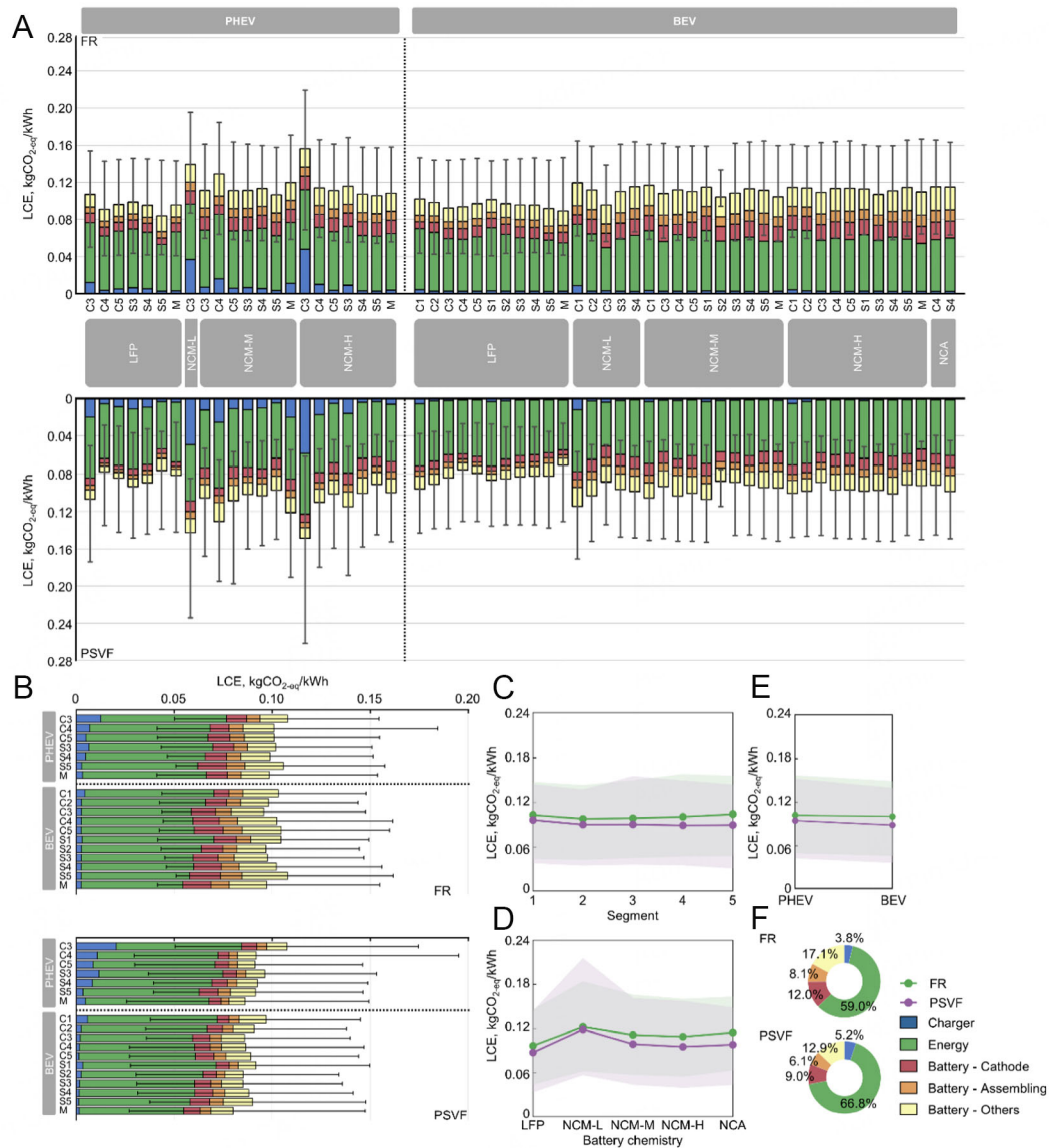 A
PHEV
BEV
FR
0.28
0.24
0.20
0.16
0.12
0.08
0.04
0
LCE, kgCO2-eq/kWh
C3 C4 C5 S3 S4 S5 M C3 C3 C4 C5 S3 S4 S5 M C3 C4 C5 S3 S4 S5 M C1 C2 C3 C4 C5 S1 S2 S3 S4 S5 M C1 C2 C3 S3 S4 C1 C3 C4 C5 S1 S2 S3 S4 S5 M C1 C2 C3 C4 C5 S1 S3 S4 S5 M C4 S4
LFP NCM-L NCM-M NCM-H LFP NCM-L NCM-M NCM-H NCA
0
0.04
0.08
0.12
0.16
0.20
0.24
0.28
LCE, kgCO2-eq/kWh
PSVF
B
LCE, kgCO2-eq/kWh
0 0.05 0.10 0.15 0.20
PHEV
C3
C4
C5
S3
S4
S5
M
BEV
C1
C2
C3
C4
C5
S1
S2
S3
S4
S5
M
FR
PHEV
C3
C4
C5
S3
S4
S5
M
BEV
C1
C2
C3
C4
C5
S1
S2
S3
S4
S5
M
PSVF
C
LCE, kgCO2-eq/kWh
0.24
0.18
0.12
0.06
0
1 2 3 4 5
Segment
D
LCE, kgCO2-eq/kWh
0.24
0.18
0.12
0.06
0
LFP NCM-L NCM-M NCM-H NCA
Battery chemistry
E
LCE, kgCO2-eq/kWh
0.24
0.18
0.12
0.06
0
PHEV BEV
F
FR
3.8%
17.1%
8.1%
12.0%
59.0%
PSVF
5.2%
12.9%
6.1%
9.0%
66.8%
FR
PSVF
Charger
Energy
Battery - Cathode
Battery - Assembling
Battery - Others